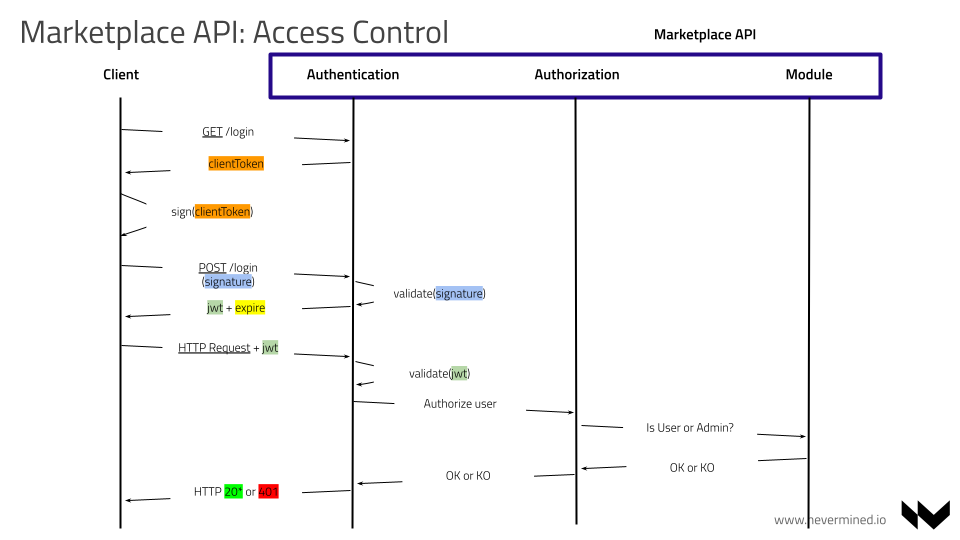 Marketplace API: Access Control
Marketplace API
Client
Authentication
Authorization
Module
GET /login
clientToken
sign(clientToken)
POST /login
(signature)
validate(signature)
jwt + expire
HTTP Request + jwt
validate(jwt)
Authorize user
Is User or Admin?
OK or KO
OK or KO
HTTP 20* or 401
www.nevermined.io